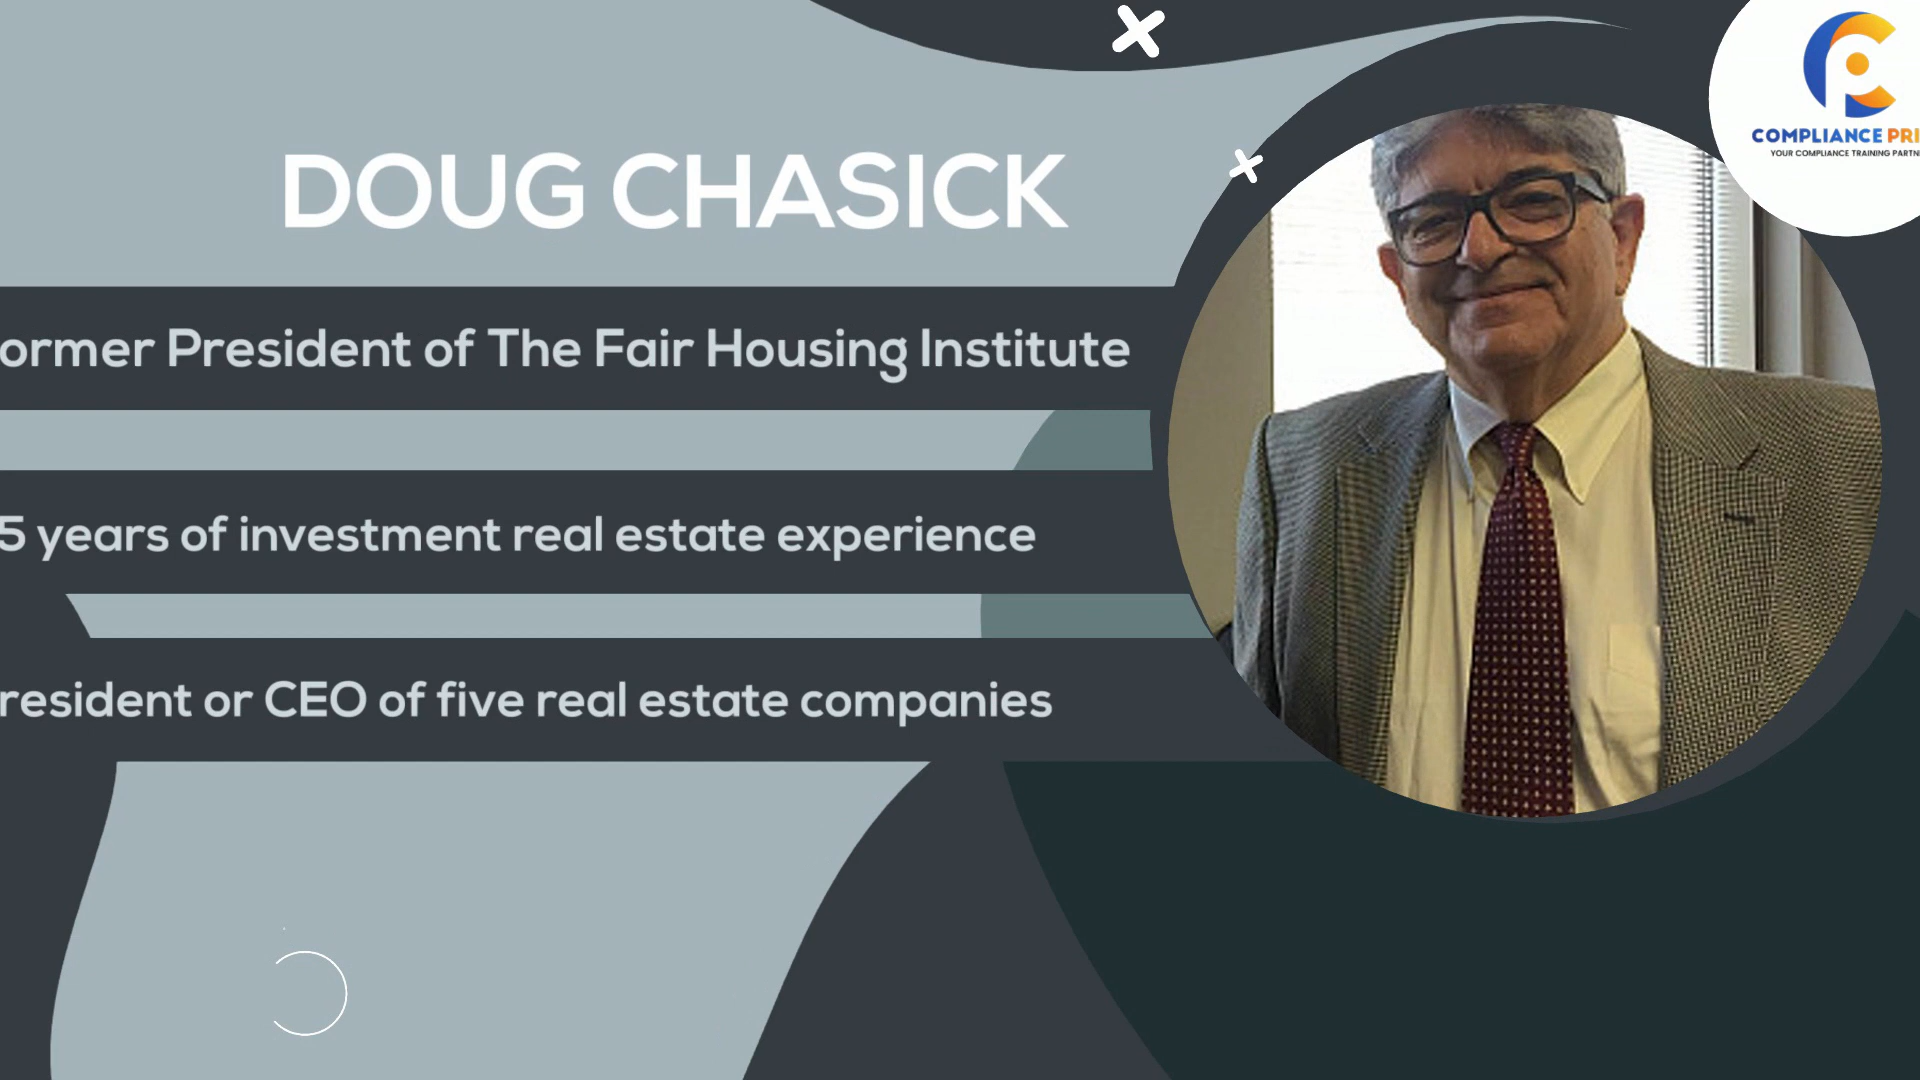 COMPLIANCE PRI
YOUR COMPLIANCE TRAINING PARTN
DOUG CHASICK
ormer President of The Fair Housing Institute
5 years of investment real estate experience
resident or CEO of five real estate companies